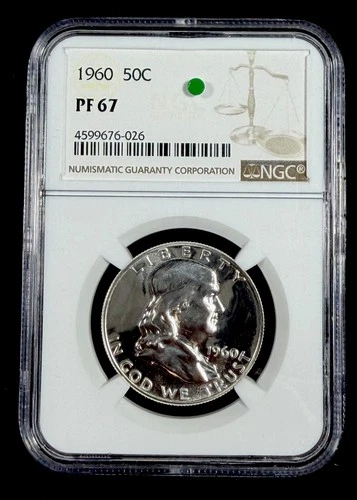 1960 50C
PF 67
4599676-026
NUMISMATIC GUARANTY CORPORATION
NGC®
LIBERTY
1960
IN GOD WE TRUST